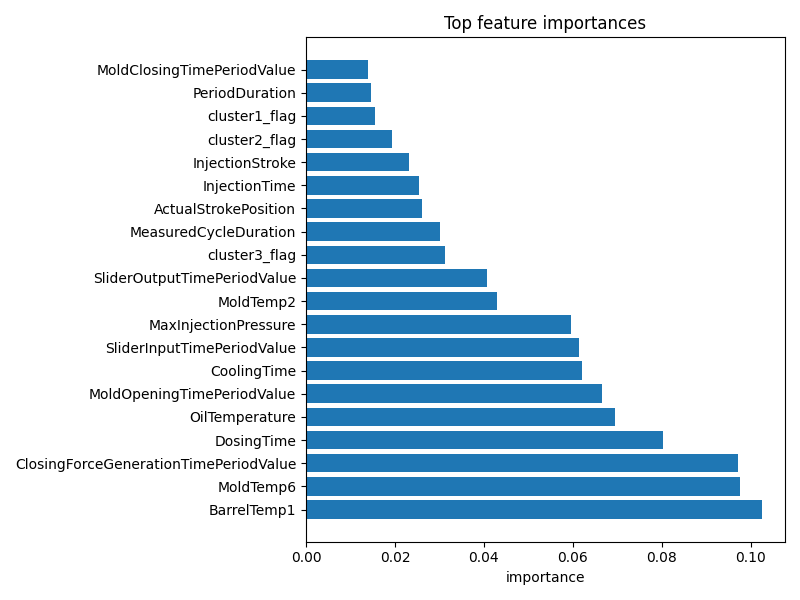 Top feature importances
MoldClosingTimePeriodValue
PeriodDuration
cluster1_flag
cluster2_flag
InjectionStroke
InjectionTime
ActualStrokePosition
MeasuredCycleDuration
cluster3_flag
SliderOutputTimePeriodValue
MoldTemp2
MaxInjectionPressure
SliderInputTimePeriodValue
CoolingTime
MoldOpeningTimePeriodValue
OilTemperature
DosingTime
ClosingForceGenerationTimePeriodValue
MoldTemp6
BarrelTemp1
0.00 0.02 0.04 0.06 0.08 0.10
importance